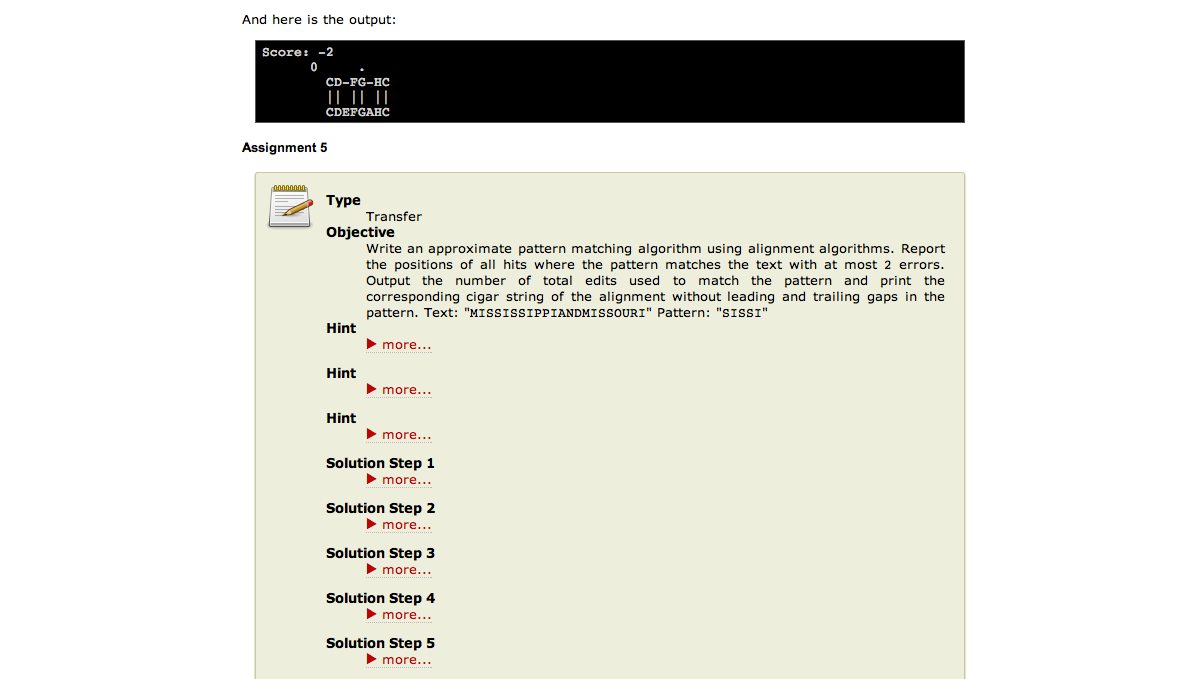 And here is the output:
Score: -2
0 .
CD-FG-HC
|| || ||
CDEFGAHC
Assignment 5
Type
Transfer
Objective
Write an approximate pattern matching algorithm using alignment algorithms. Report
the positions of all hits where the pattern matches the text with at most 2 errors.
Output the number of total edits used to match the pattern and print the
corresponding cigar string of the alignment without leading and trailing gaps in the
pattern. Text: "MISSISSIPPIANDMISSOURI" Pattern: "SISSI"
Hint
more...
Hint
more...
Hint
more...
Solution Step 1
more...
Solution Step 2
more...
Solution Step 3
more...
Solution Step 4
more...
Solution Step 5
more...